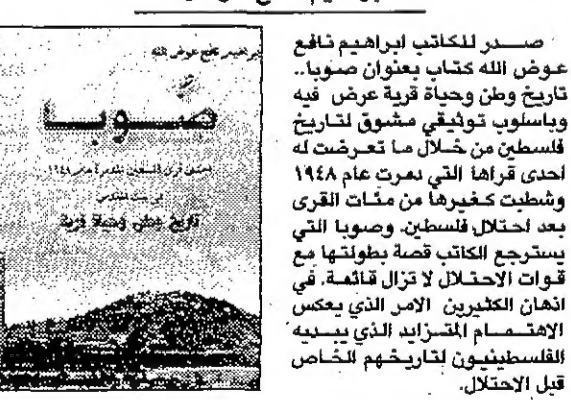 صدر للكاتب ابراهيم نافع
عوض الله كتاب بعنوان صوبا..
تاريخ وطن وحياة قرية عرض فيه
وباسلوب توثيقي مشوق لتاريخ
فلسطين من خلال ما تعرضت له
احدى قراها التي دمرت عام ١٩٤٨
وشطبت كغيرها من مئات القرى
بعد احتلال فلسطين. وصوبا التي
يسترجع الكاتب قصة بطولتها مع
قوات الاحتلال لا تزال قائمة. في
اذهان الكثيرين الامر الذي يعكس
الاهتمام المتزايد الذي يبديه
الفلسطينيون لتاريخهم الخاص
قبل الاحتلال.
ابراهيم نافع عوض الله
صوبا
تاريخ وطن وحياة قرية